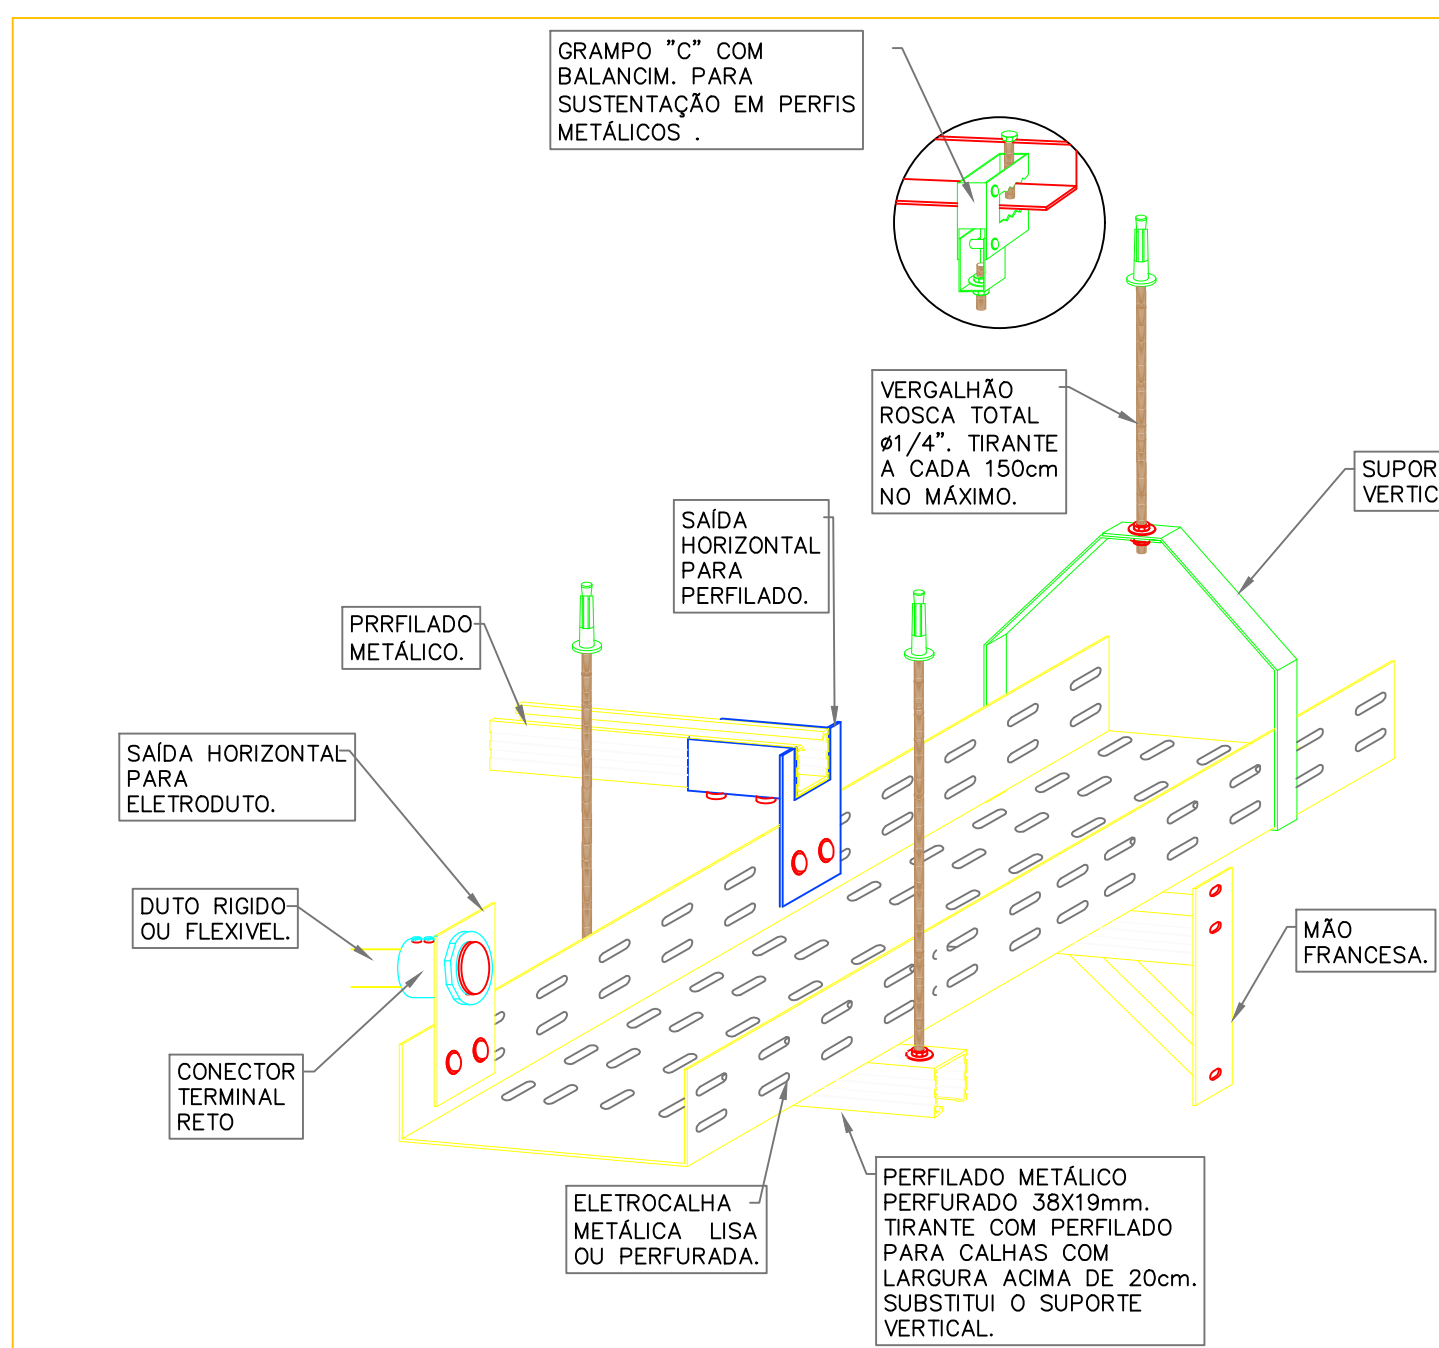 GRAMPO ”C” COM
BALANCIM. PARA
SUSTENTAÇÃO EM PERFIS
METÁLICOS .
VERGALHÃO
ROSCA TOTAL
ø1/4”. TIRANTE
A CADA 150cm
NO MÁXIMO.
SUPOR
VERTIC
SAÍDA
HORIZONTAL
PARA
PERFILADO.
PRRFILADO
METÁLICO.
SAÍDA HORIZONTAL
PARA
ELETRODUTO.
DUTO RIGIDO
OU FLEXIVEL.
MÃO
FRANCESA.
CONECTOR
TERMINAL
RETO
ELETROCALHA
METÁLICA LISA
OU PERFURADA.
PERFILADO METÁLICO
PERFURADO 38X19mm.
TIRANTE COM PERFILADO
PARA CALHAS COM
LARGURA ACIMA DE 20cm.
SUBSTITUI O SUPORTE
VERTICAL.